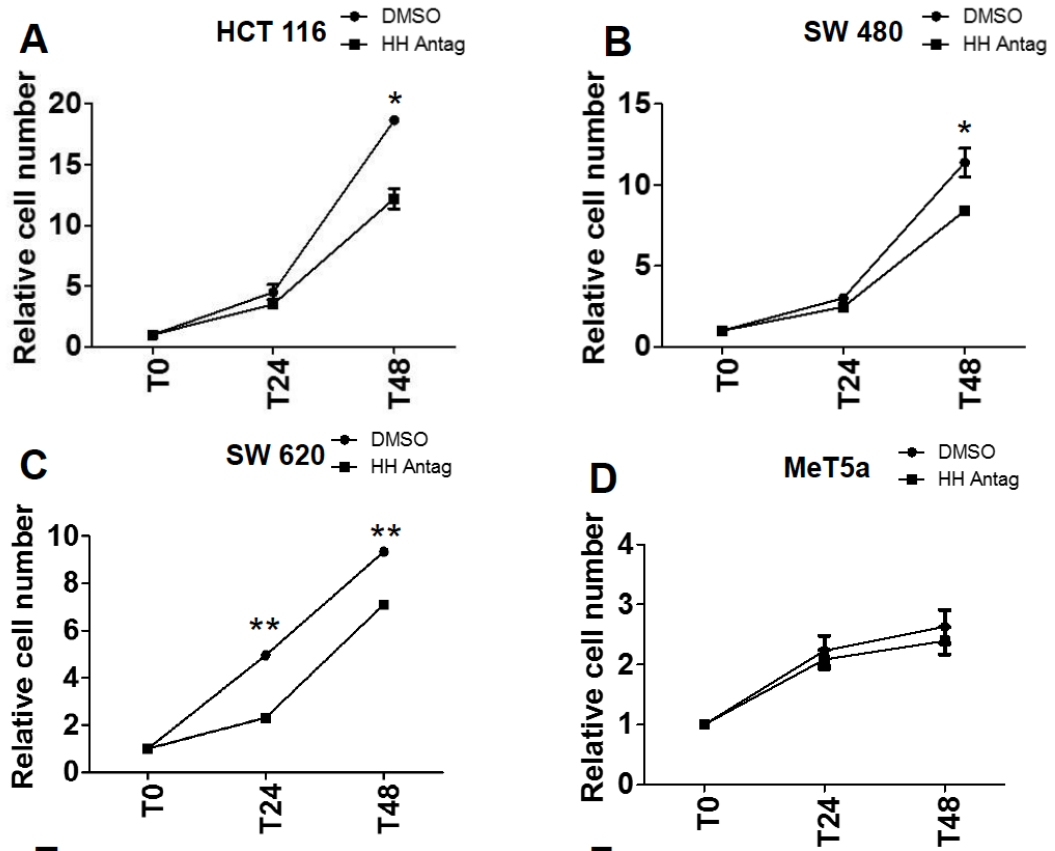 A
HCT 116
DMSO
HH Antag
Relative cell number
20
15
10
5
0
*
T0
T24
T48
B
SW 480
DMSO
HH Antag
Relative cell number
15
10
5
0
*
T0
T24
T48
C
SW 620
DMSO
HH Antag
Relative cell number
10
8
6
4
2
0
**
**
T0
T24
T48
D
MeT5a
DMSO
HH Antag
Relative cell number
4
3
2
1
0
T0
T24
T48